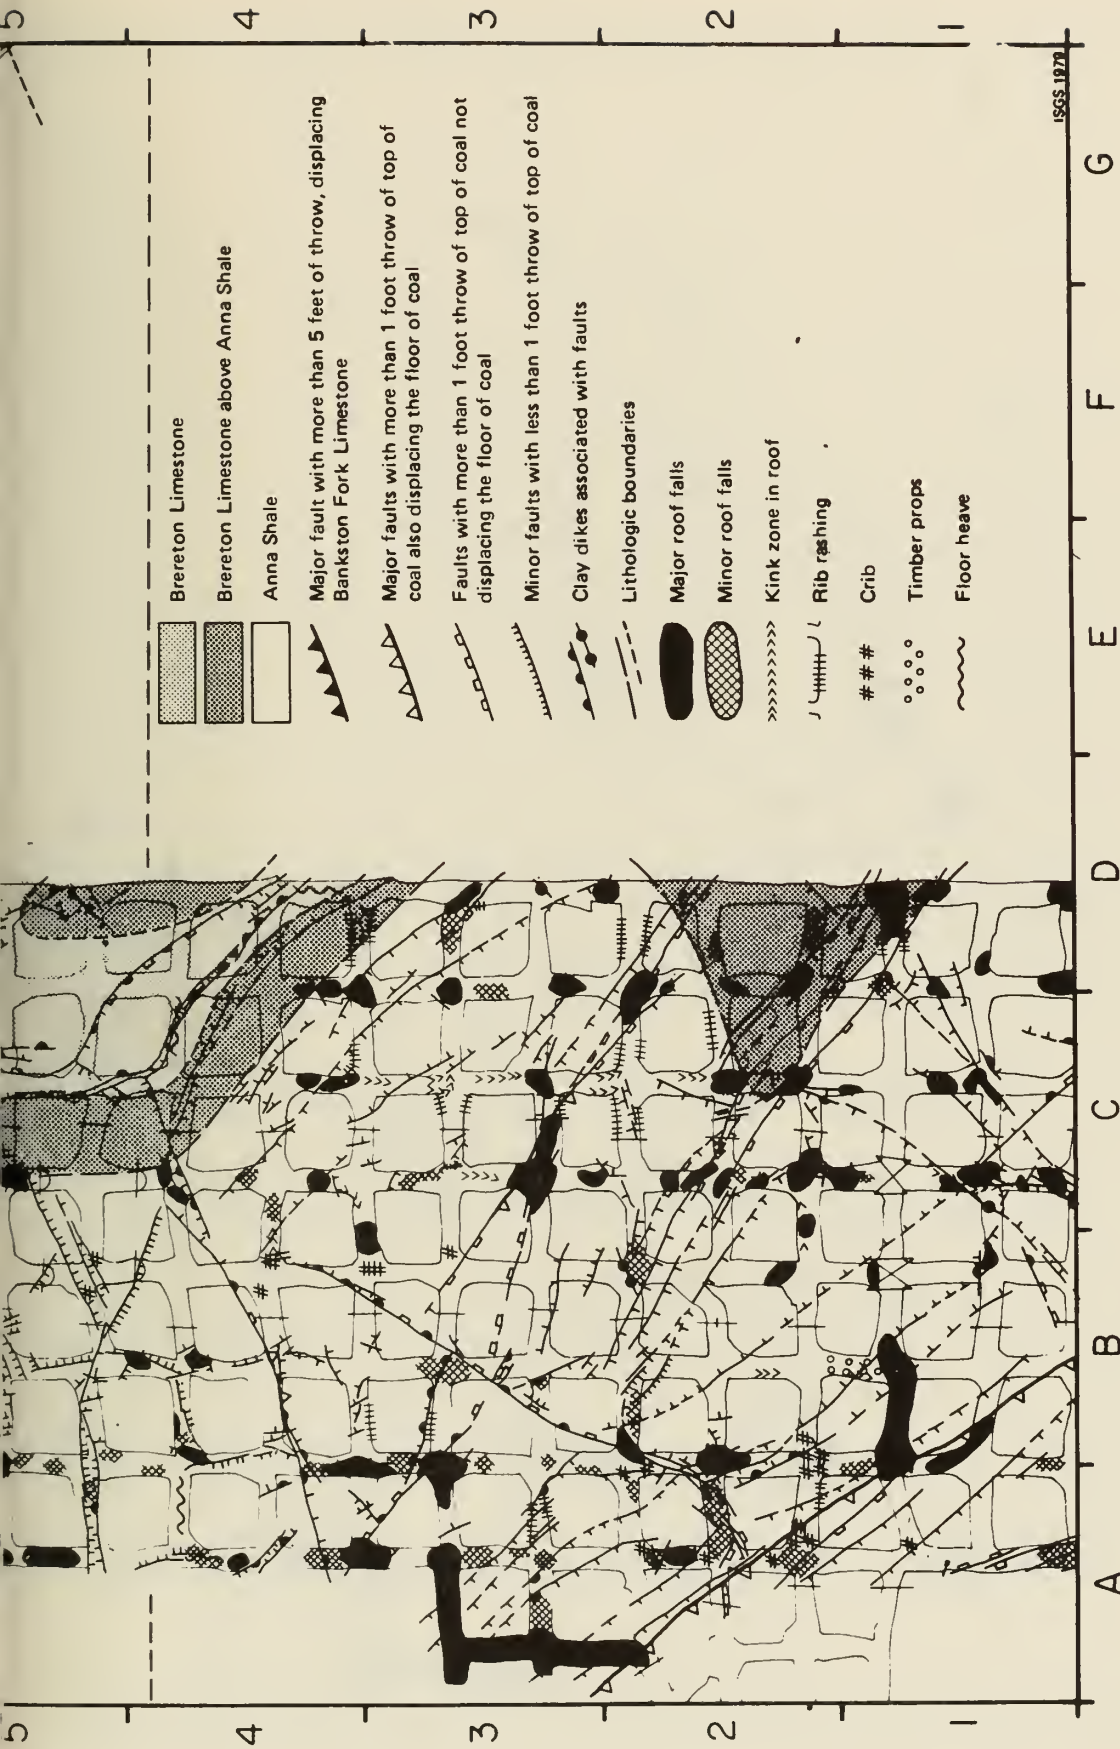 5
4
3
2
1
ISGS 1979
Brereton Limestone
Brereton Limestone above Anna Shale
Anna Shale
Major fault with more than 5 feet of throw, displacing
Bankston Fork Limestone
Major faults with more than 1 foot throw of top of
coal also displacing the floor of coal
Faults with more than 1 foot throw of top of coal not
displacing the floor of coal
Minor faults with less than 1 foot throw of top of coal
Clay dikes associated with faults
Lithologic boundaries
Major roof falls
Minor roof falls
Kink zone in roof
Rib rashing
Crib
Timber props
Floor heave
5
4
3
2
1
A
B
C
D
E
F
G